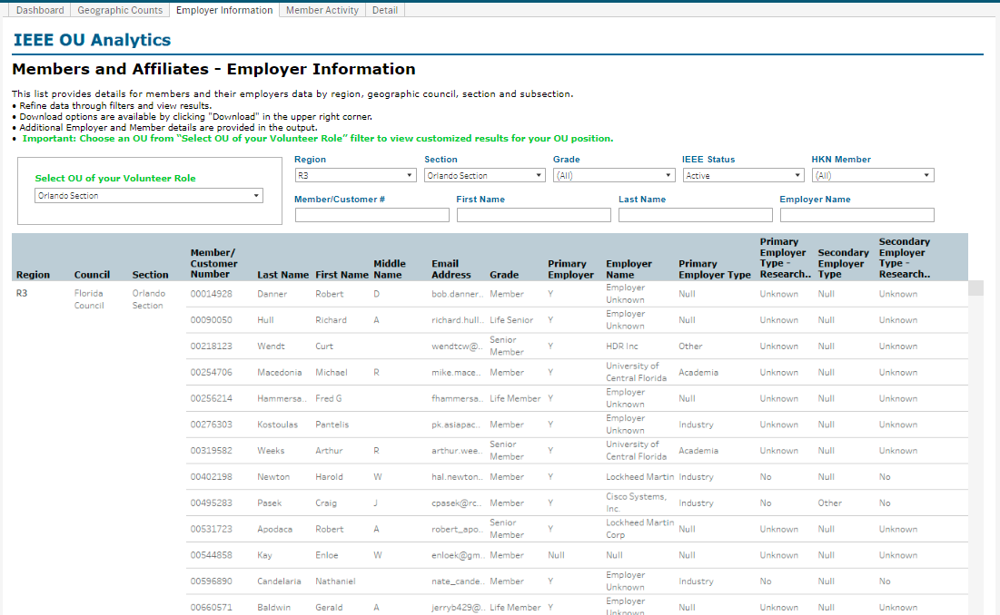 Dashboard Geographic Counts Employer Information Member Activity Detail
IEEE OU Analytics
Members and Affiliates - Employer Information
This list provides details for members and their employers data by region, geographic council, section and subsection.
• Refine data through filters and view results.
• Download options are available by clicking "Download" in the upper right corner.
• Additional Employer and Member details are provided in the output.
• Important: Choose an OU from “Select OU of your Volunteer Role” filter to view customized results for your OU position.
Select OU of your Volunteer Role
Orlando Section
Region Section Grade IEEE Status HKN Member
R3 Orlando Section (All) Active (All)
Member/Customer # First Name Last Name Employer Name
Region Council Section Member/ Customer Number Last Name First Name Middle Name Email Address Grade Primary Employer Employer Name Primary Employer Type Primary Employer Type - Research.. Secondary Employer Type Secondary Employer Type - Research..
R3 Florida Council Orlando Section 00014928 Danner Robert D bob.danner.. Member Y Employer Unknown Null Unknown Null Unknown
00090050 Hull Richard A richard.hull.. Life Senior Y Employer Unknown Null Unknown Null Unknown
00218123 Wendt Curt wendtcw@.. Senior Member Y HDR Inc Other Unknown Null Unknown
00254706 Macedonia Michael R mike.mace.. Member Y University of Central Florida Academia Unknown Null Unknown
00256214 Hammersa.. Fred G fhammersa.. Life Member Y Employer Unknown Null Unknown Null Unknown
00276303 Kostoulas Pantelis pk.asiapac.. Member Y Employer Unknown Industry Unknown Null Unknown
00319582 Weeks Arthur R arthur.wee.. Senior Member Y University of Central Florida Academia Unknown Null Unknown
00402198 Newton Harold W hal.newton.. Member Y Lockheed Martin Industry No Null No
00495283 Pasek Craig J cpasek@rc.. Member Y Cisco Systems, Inc. Industry No Other No
00531723 Apodaca Robert A robert_apo.. Senior Member Y Lockheed Martin Corp Null Unknown Null Unknown
00544858 Kay Enloe W enloek@gm.. Member Null Null Null Unknown Null Unknown
00596890 Candelaria Nathaniel nate_cande.. Member Y Employer Unknown Industry No Null No
00660571 Baldwin Gerald A jerryb429@.. Life Member Y Employer Unknown Null Unknown Null Unknown